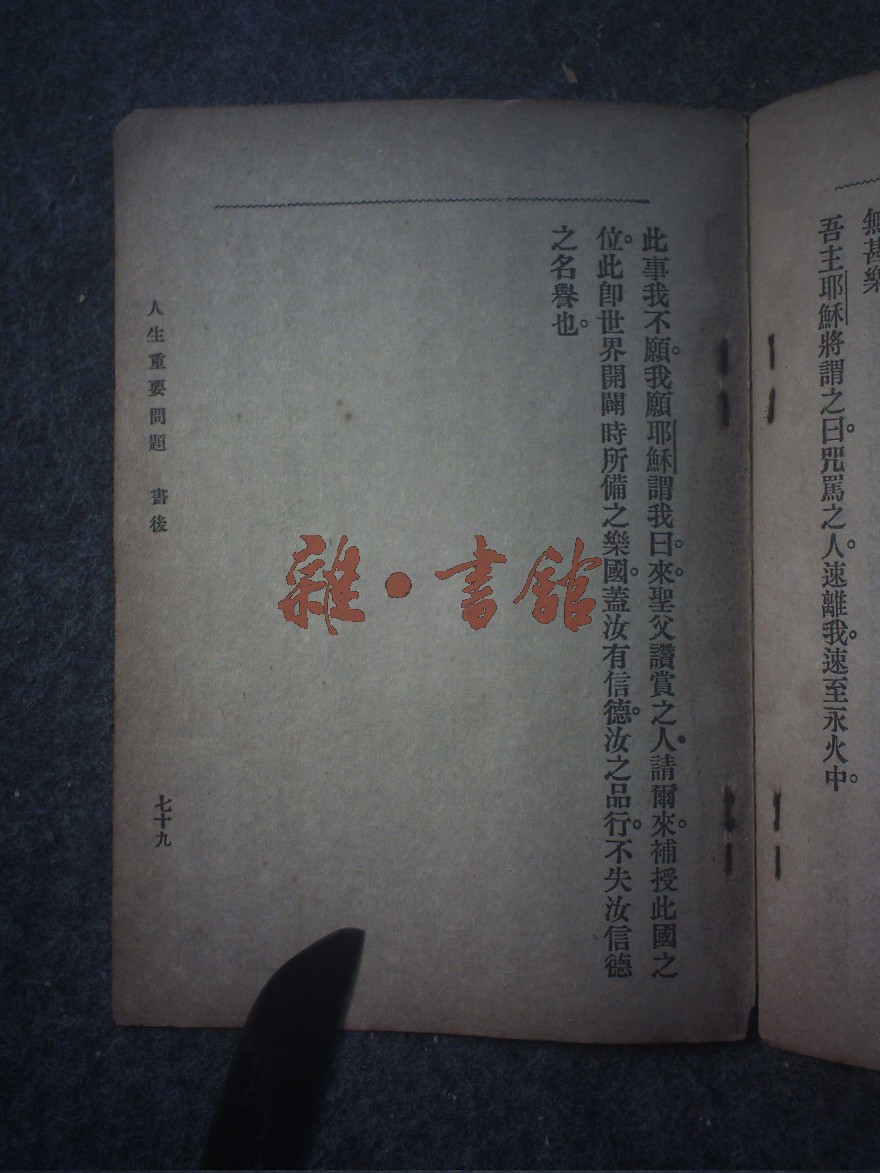 無甚樂
吾主耶穌將謂之曰。咒罵之人。速離我。速至永火中。
此事我不願。我願耶穌謂我曰。來。聖父讚賞之人。請爾來。補授此國之
位。此卽世界開闢時所備之樂國。蓋汝有信德。汝之品行。不失汝信德
之名譽也。
人生重要問題　書後
七十九
雜·書館